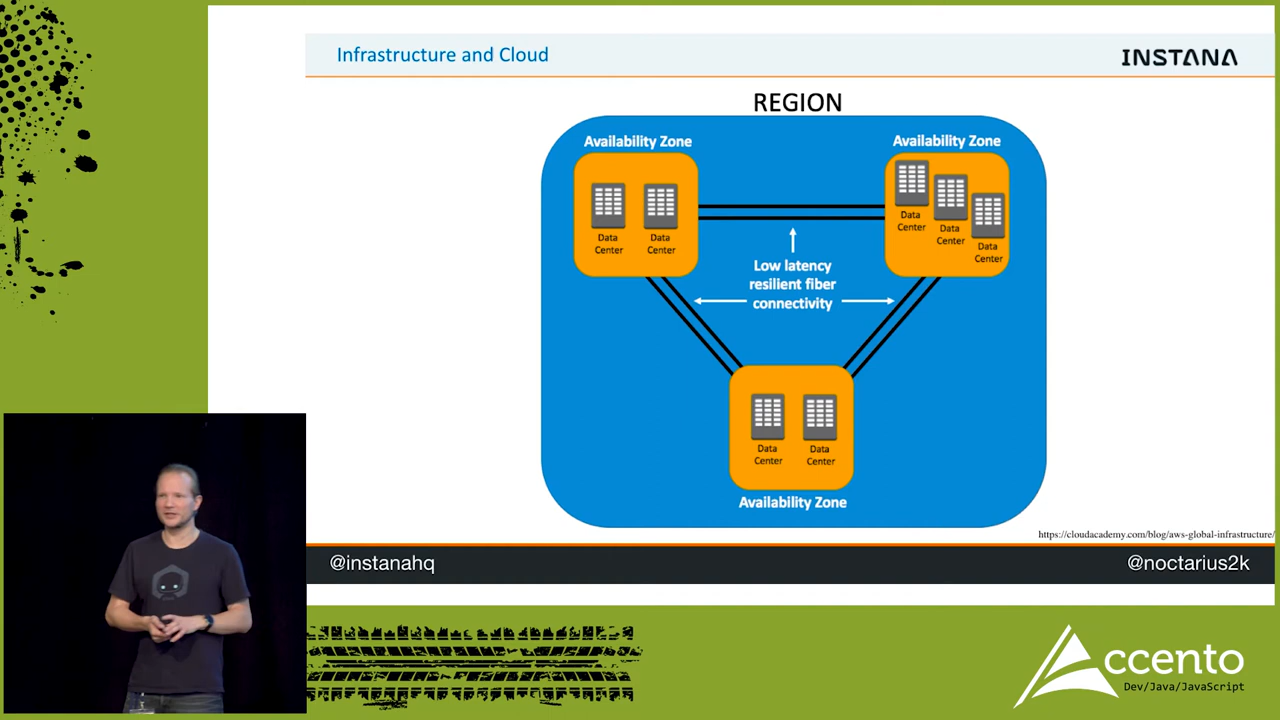 Infrastructure and Cloud
INSTANA
REGION
Availability Zone
Data
Center
Data
Center
Availability Zone
Data
Center
Data
Center
Data
Center
Low latency
resilient fiber
connectivity
Data
Center
Data
Center
Availability Zone
https://cloudacademy.com/blog/aws-global-infrastructure/
@instanahq
@noctarius2k
Accento
Dev/Java/JavaScript